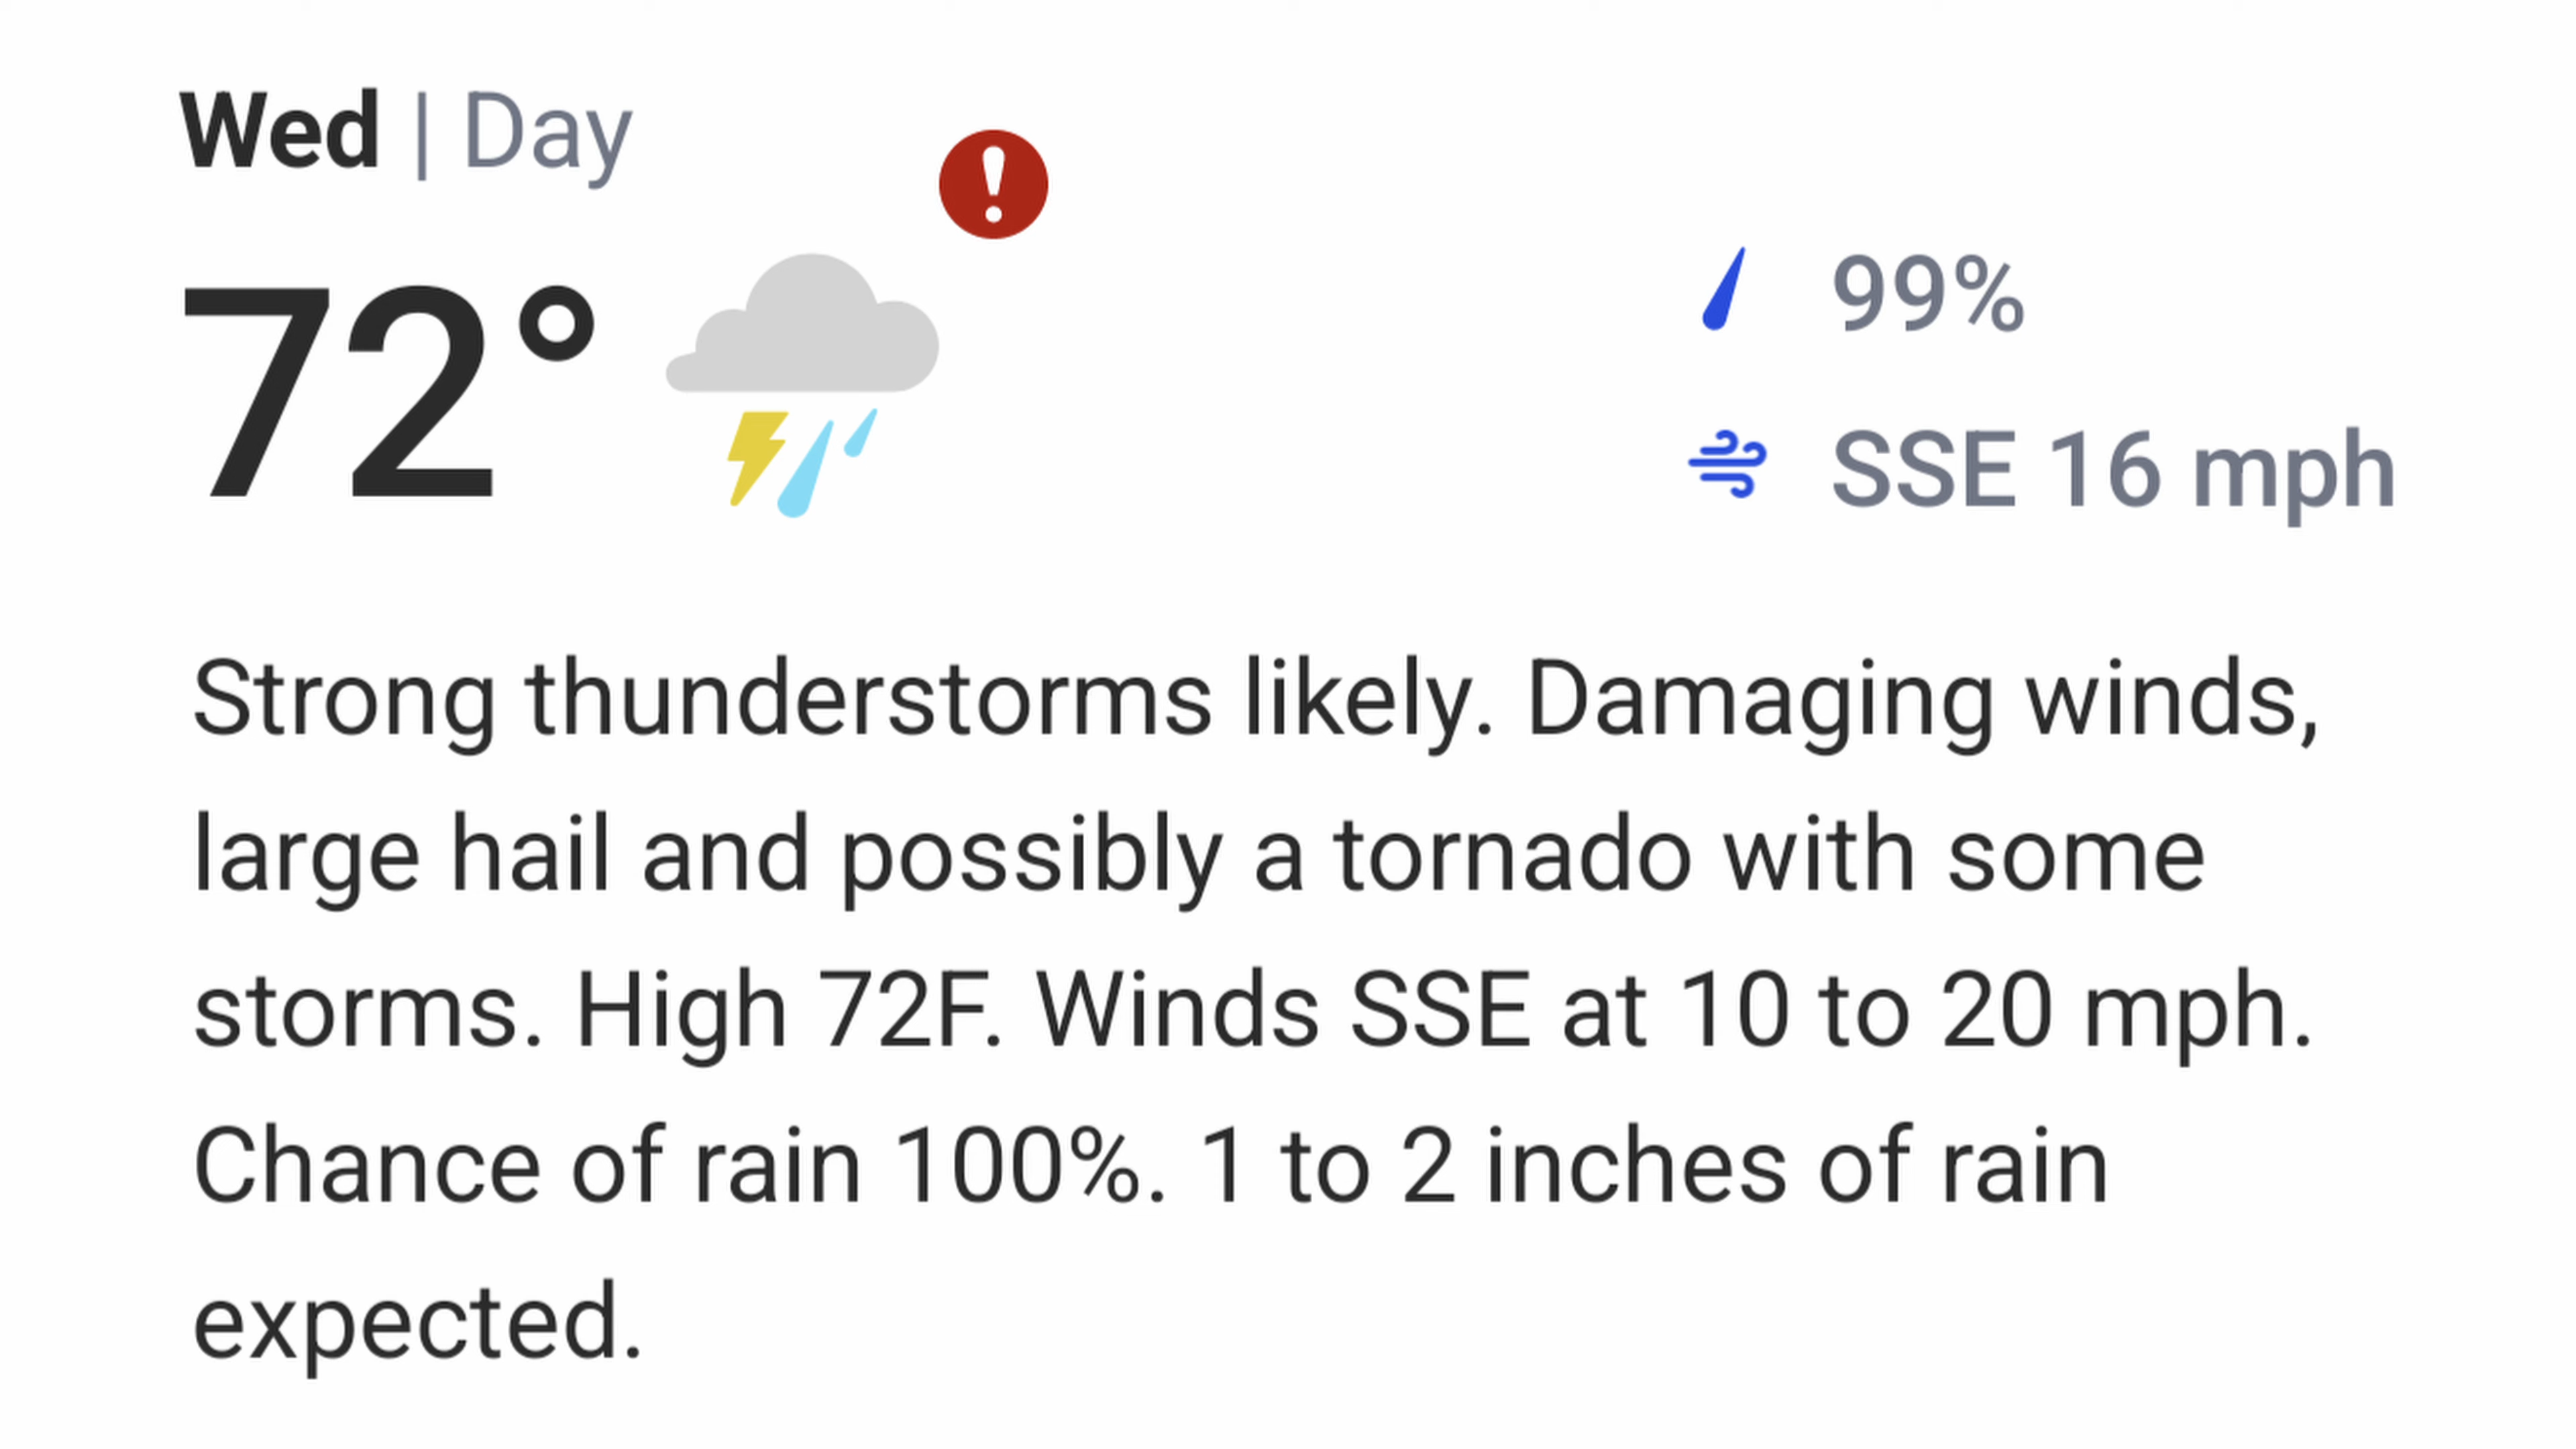 Wed | Day
72°
99%
SSE 16 mph
Strong thunderstorms likely. Damaging winds,
large hail and possibly a tornado with some
storms. High 72F. Winds SSE at 10 to 20 mph.
Chance of rain 100%. 1 to 2 inches of rain
expected.